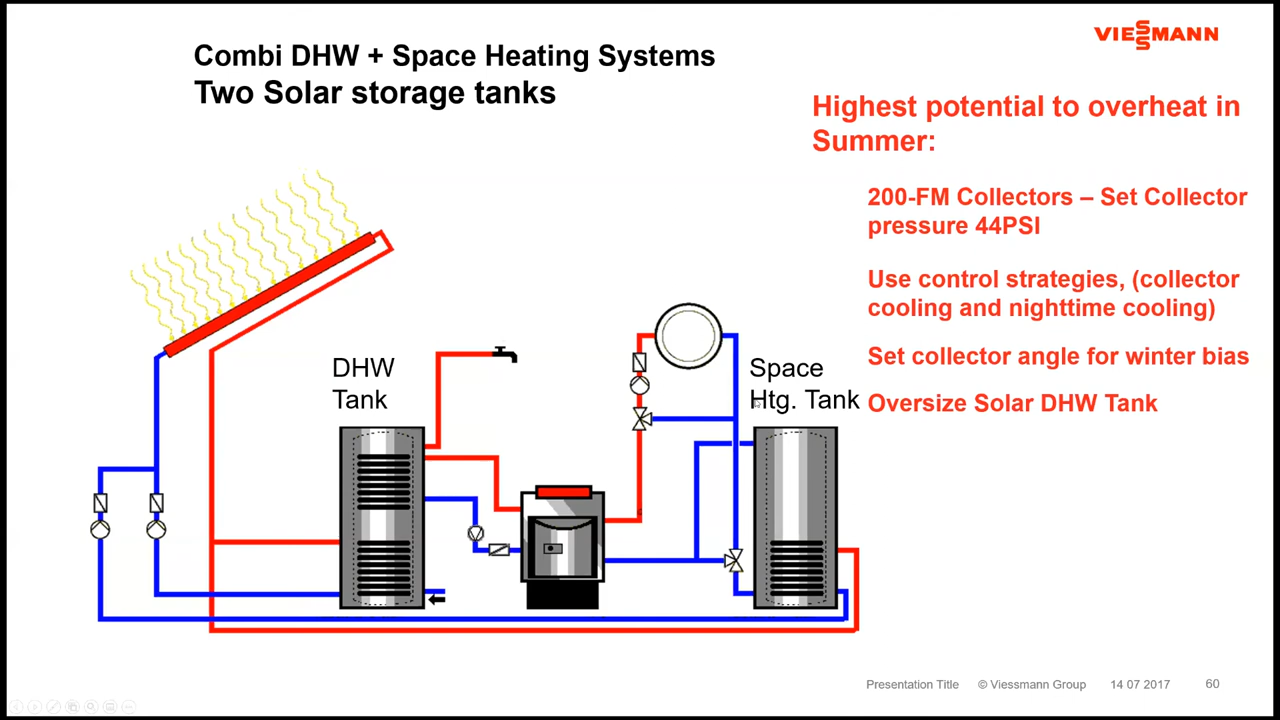 Combi DHW + Space Heating Systems
Two Solar storage tanks
VIESSMANN
Highest potential to overheat in
Summer:
200-FM Collectors – Set Collector
pressure 44PSI
Use control strategies, (collector
cooling and nighttime cooling)
Set collector angle for winter bias
Oversize Solar DHW Tank
DHW
Tank
Space
Htg. Tank
Presentation Title © Viessmann Group 14 07 2017 60